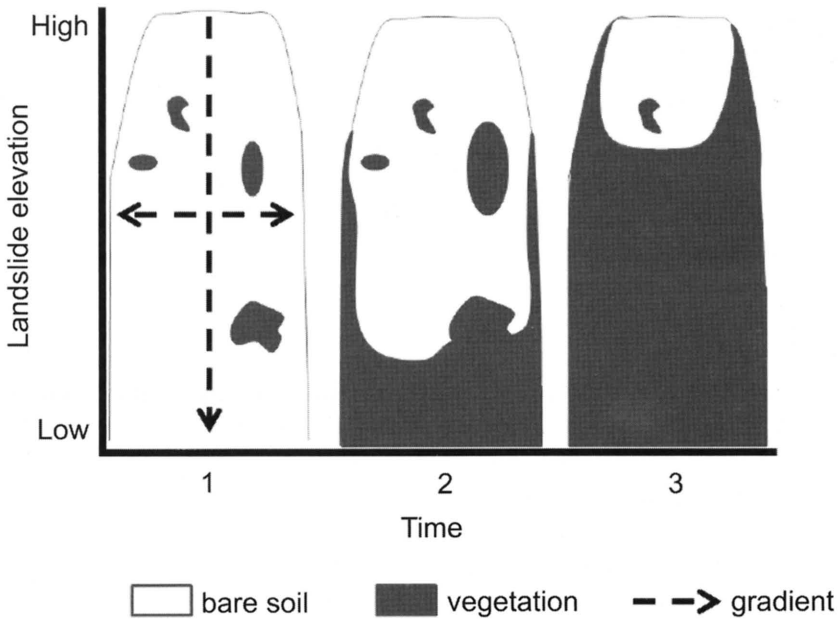 High
Landslide elevation
Low
1 2 3
Time
bare soil vegetation gradient